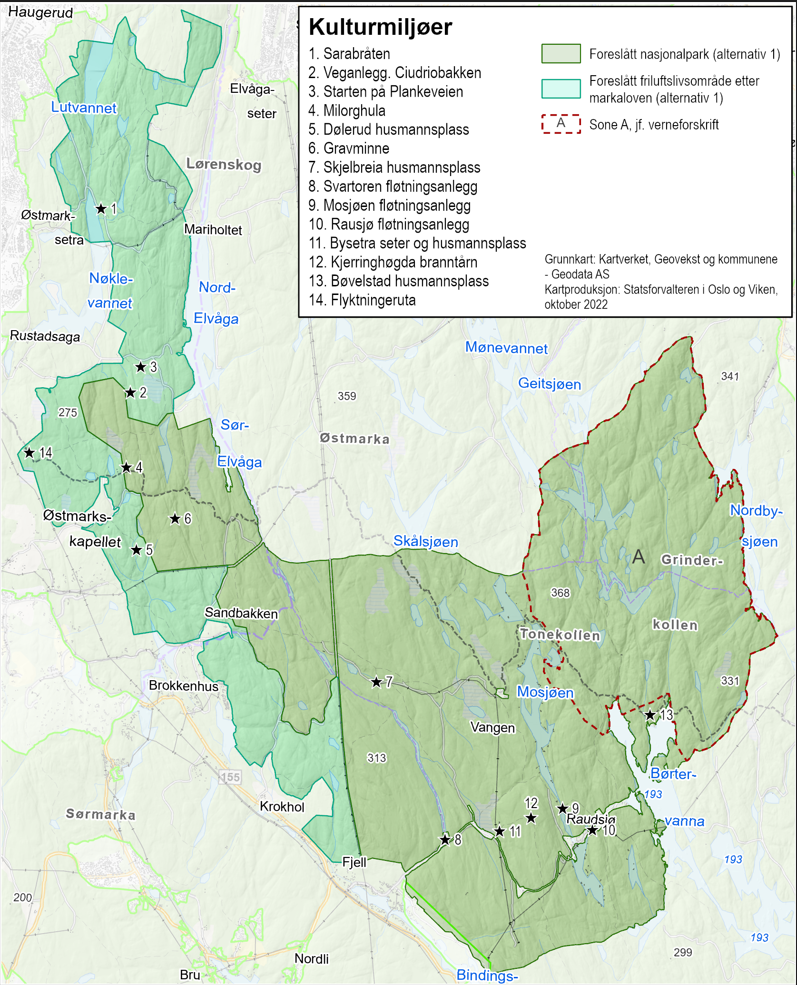 Kulturmiljøer
1. Sarabråten
2. Veganlegg. Ciudriobakken
3. Starten på Plankeveien
4. Milorghula
5. Dølerud husmannsplass
6. Gravminne
7. Skjelbreia husmannsplass
8. Svartoren fløtningsanlegg
9. Mosjøen fløtningsanlegg
10. Rausjø fløtningsanlegg
11. Bysetra seter og husmannsplass
12. Kjerringhøgda branntårn
13. Bøvelstad husmannsplass
14. Flyktningeruta
Foreslått nasjonalpark (alternativ 1)
Foreslått friluftslivsområde etter
markaloven (alternativ 1)
A
Sone A, jf. verneforskrift
Grunnkart: Kartverket, Geovekst og kommunene
- Geodata AS
Kartproduksjon: Statsforvalteren i Oslo og Viken,
oktober 2022
Haugerud
Elvåga-
seter
Lutvannet
Lørenskog
1
Østmark-
setra
Mariholtet
Nøkle-
vannet
Nord-
Elvåga
Rustadsaga
3
2
Mønevannet
Geitsjøen
341
359
275
Østmarka
Sør-
Elvåga
14
4
Østmarks-
kapellet
6
5
Skålsjøen
Nordby-
sjøen
A
Grinder-
kollen
368
Tonekollen
Sandbakken
Brokkenhus
7
Mosjøen
331
13
Vangen
313
155
Børter-
vanna
193
Krokhol
Sørmarka
12
9
Raudsjø
11
10
8
Fjell
193
200
193
299
Nordli
Bru
Bindings-